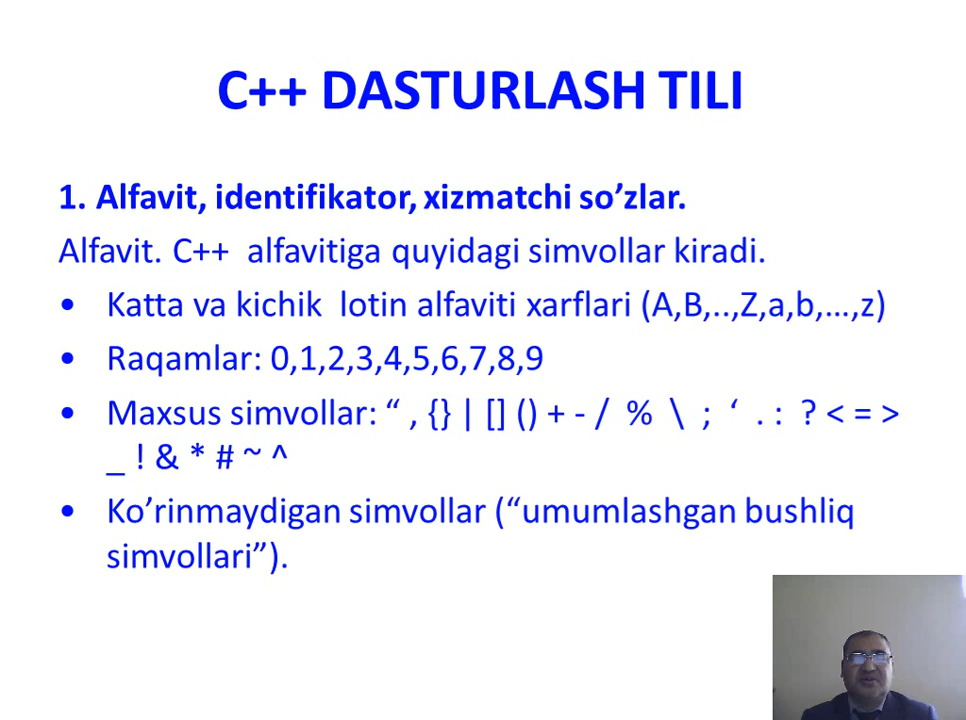 C++ DASTURLASH TILI
1. Alfavit, identifikator, xizmatchi so’zlar.
Alfavit. C++ alfavitiga quyidagi simvollar kiradi.
• Katta va kichik lotin alfaviti xarflari (A,B,..,Z,a,b,…,z)
• Raqamlar: 0,1,2,3,4,5,6,7,8,9
• Maxsus simvollar: “ , {} | [] () + - / % \ ; ‘ . : ? < = >
_ ! & * # ~ ^
• Ko’rinmaydigan simvollar (“umumlashgan bushliq
simvollari”).